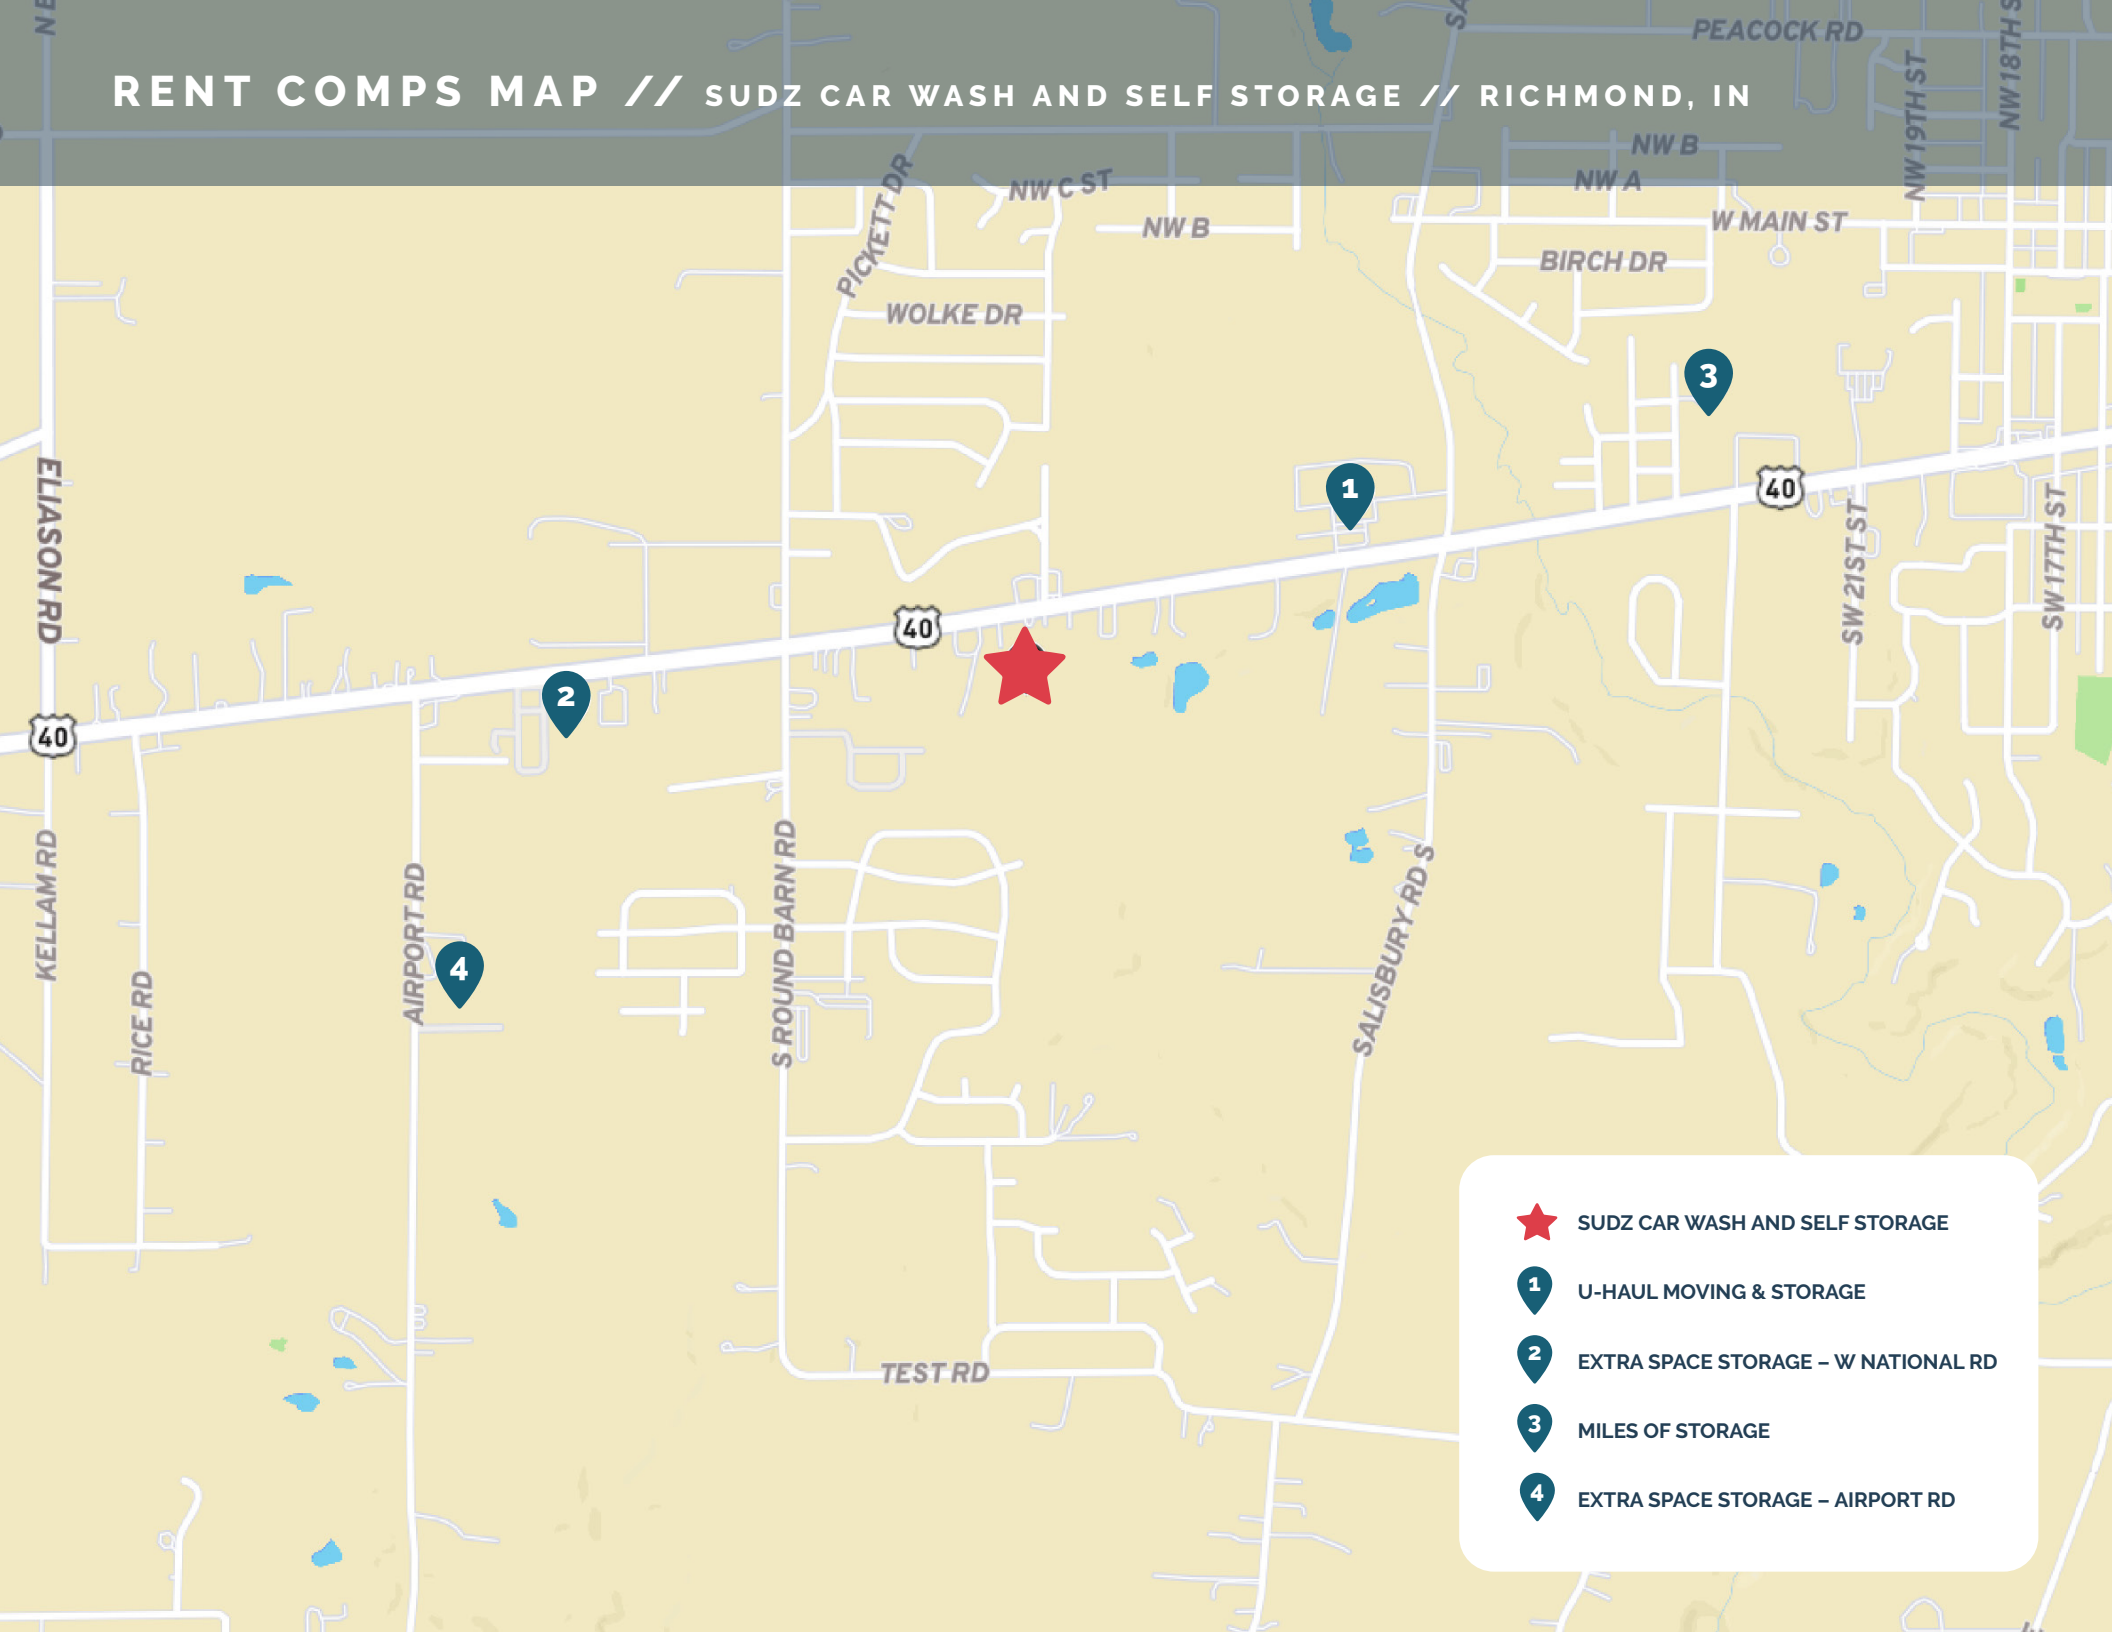 RENT COMPS MAP // SUDZ CAR WASH AND SELF STORAGE // RICHMOND, IN
PEACOCK RD
NW 19TH ST
NW B
NW A
PICKETT DR
NW C ST
NW B
W MAIN ST
BIRCH DR
WOLKE DR
3
1
40
ELIASON RD
SW 21ST ST
SW 17TH ST
40
2
40
KELLAM RD
RICE RD
AIRPORT RD
4
S ROUND BARN RD
SALISBURY RD S
TEST RD
SUDZ CAR WASH AND SELF STORAGE
1 U-HAUL MOVING & STORAGE
2 EXTRA SPACE STORAGE – W NATIONAL RD
3 MILES OF STORAGE
4 EXTRA SPACE STORAGE – AIRPORT RD